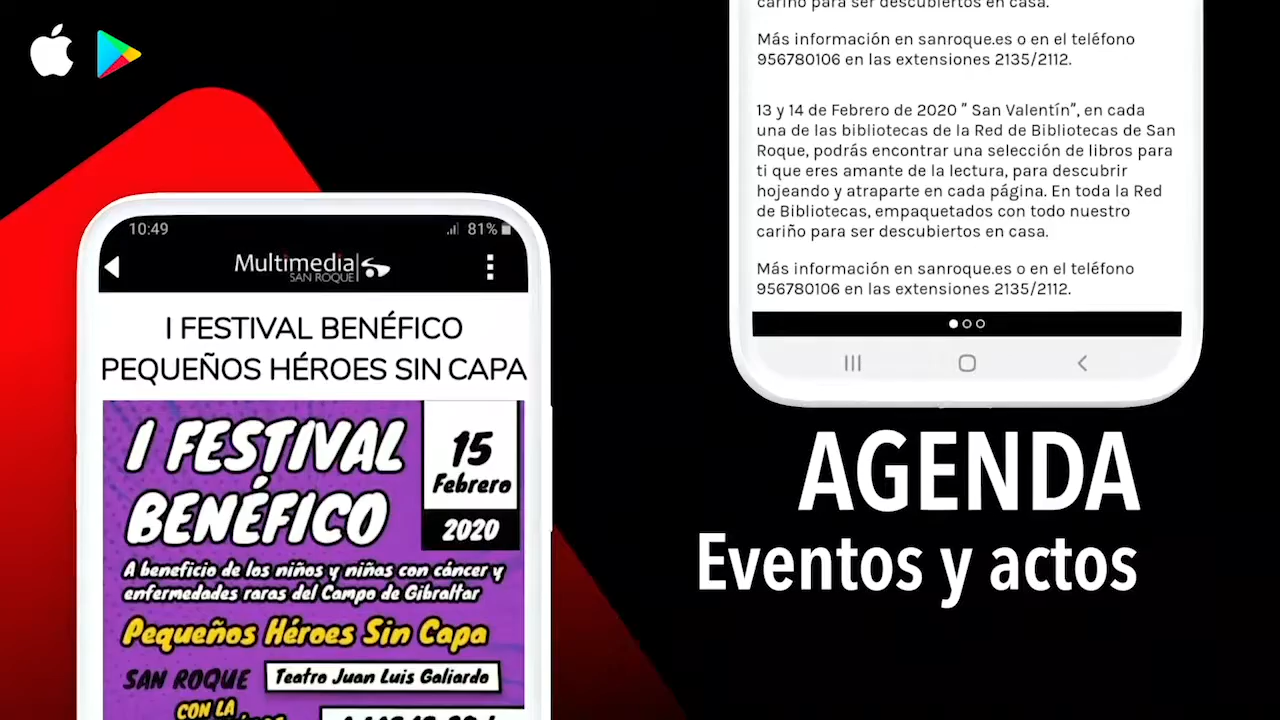 10:49
81%
Multimedia
SAN ROQUE
I FESTIVAL BENÉFICO
PEQUEÑOS HÉROES SIN CAPA
I FESTIVAL
BENÉFICO
15
Febrero
2020
A beneficio de los niños y niñas con cáncer y
enfermedades raras del Campo de Gibraltar
Pequeños Héroes Sin Capa
SAN ROQUE
Teatro Juan Luis Galiardo
CON LA
cariño para ser descubiertos en casa.
Más información en sanroque.es o en el teléfono
956780106 en las extensiones 2135/2112.
13 y 14 de Febrero de 2020 ” San Valentín”, en cada
una de las bibliotecas de la Red de Bibliotecas de San
Roque, podrás encontrar una selección de libros para
ti que eres amante de la lectura, para descubrir
hojeando y atraparte en cada página. En toda la Red
de Bibliotecas, empaquetados con todo nuestro
cariño para ser descubiertos en casa.
Más información en sanroque.es o en el teléfono
956780106 en las extensiones 2135/2112.
AGENDA
Eventos y actos